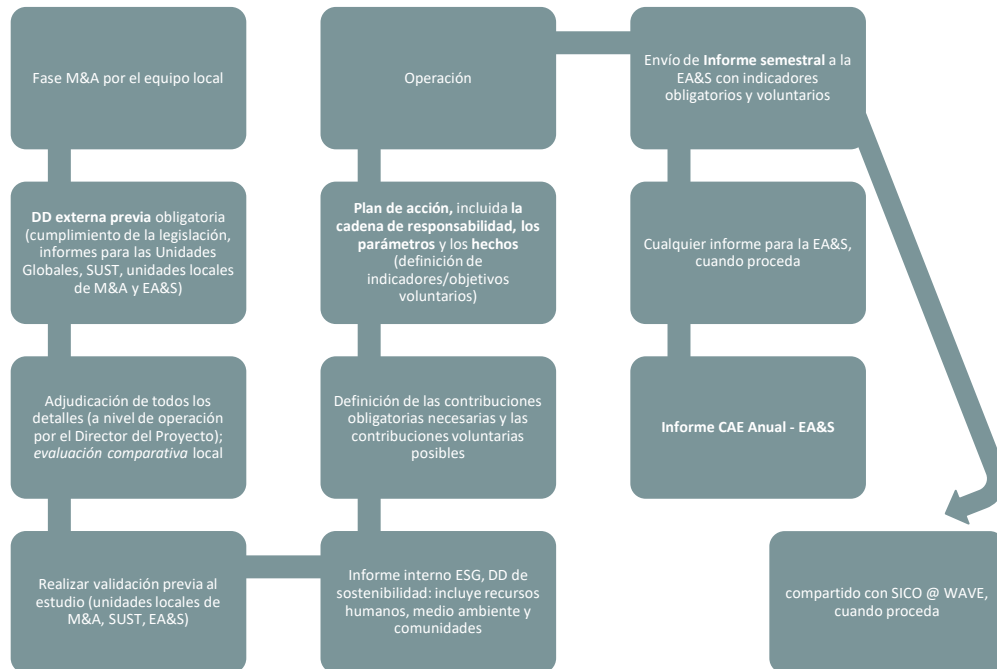 Fase M&A por el equipo local
DD externa previa obligatoria
(cumplimiento de la legislación,
informes para las Unidades
Globales, SUST, unidades locales
de M&A y EA&S)
Adjudicación de todos los
detalles (a nivel de operación
por el Director del Proyecto);
evaluación comparativa local
Realizar validación previa al
estudio (unidades locales de
M&A, SUST, EA&S)
Informe interno ESG, DD de
sostenibilidad: incluye recursos
humanos, medio ambiente y
comunidades
Definición de las contribuciones
obligatorias necesarias y las
contribuciones voluntarias
posibles
Plan de acción, incluida la
cadena de responsabilidad, los
parámetros y los hechos
(definición de
indicadores/objetivos
voluntarios)
Operación
Envío de Informe semestral a la
EA&S con indicadores
obligatorios y voluntarios
Cualquier informe para la EA&S,
cuando proceda
Informe CAE Anual - EA&S
compartido con SICO @ WAVE,
cuando proceda